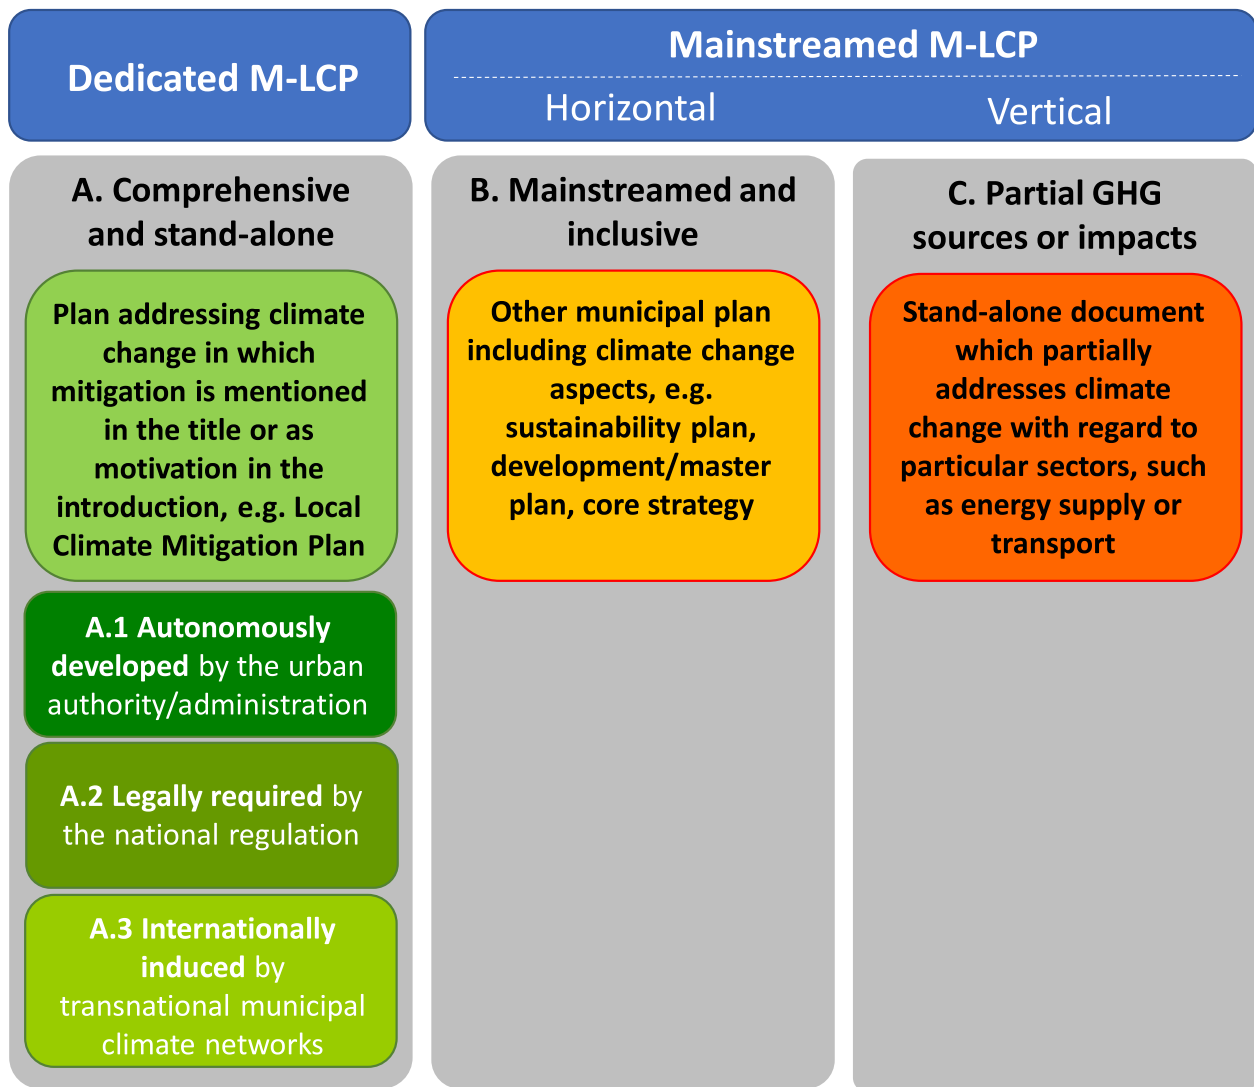 Dedicated M-LCP
Mainstreamed M-LCP
Horizontal
Vertical
A. Comprehensive
and stand-alone
Plan addressing climate
change in which
mitigation is mentioned
in the title or as
motivation in the
introduction, e.g. Local
Climate Mitigation Plan
A.1 Autonomously
developed by the urban
authority/administration
A.2 Legally required by
the national regulation
A.3 Internationally
induced by
transnational municipal
climate networks
B. Mainstreamed and
inclusive
Other municipal plan
including climate change
aspects, e.g.
sustainability plan,
development/master
plan, core strategy
C. Partial GHG
sources or impacts
Stand-alone document
which partially
addresses climate
change with regard to
particular sectors, such
as energy supply or
transport